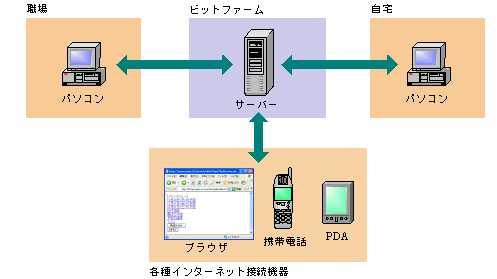 職場
ビットファーム
自宅
パソコン
サーバー
パソコン
ブラウザ
携帯電話
PDA
各種インターネット接続機器